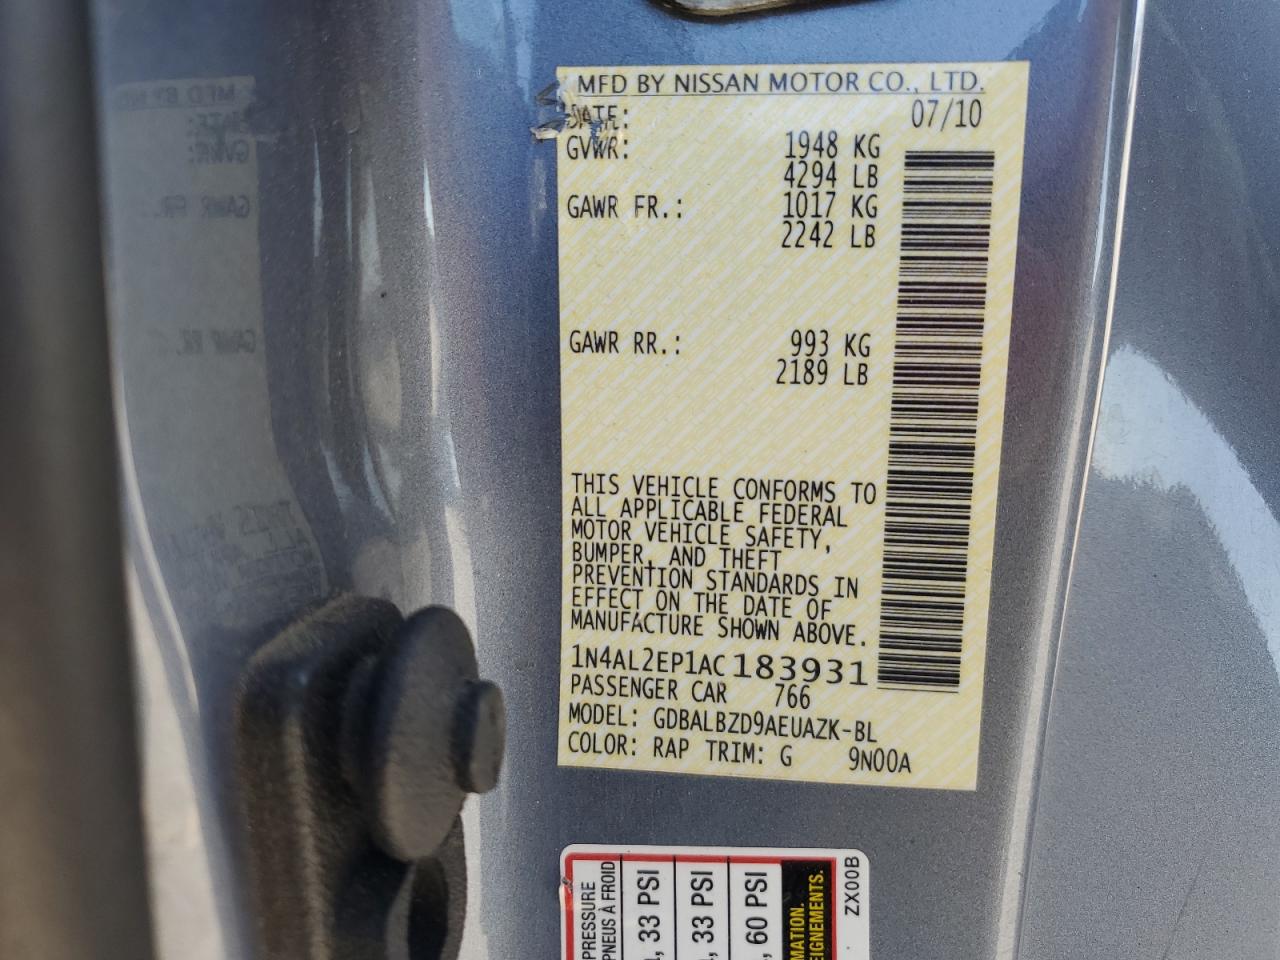 MFD BY NISSAN MOTOR CO., LTD.
DATE: 07/10
GVWR: 1948 KG
4294 LB
GAWR FR.: 1017 KG
2242 LB
GAWR RR.: 993 KG
2189 LB
THIS VEHICLE CONFORMS TO
ALL APPLICABLE FEDERAL
MOTOR VEHICLE SAFETY,
BUMPER, AND THEFT
PREVENTION STANDARDS IN
EFFECT ON THE DATE OF
MANUFACTURE SHOWN ABOVE.
1N4AL2EP1AC183931
PASSENGER CAR 766
MODEL: GDBALBZD9AEUAZK-BL
COLOR: RAP TRIM: G 9N00A
PRESSURE
PNEUS À FROID
, 33 PSI
, 33 PSI
, 60 PSI
MATION.
EIGNEMENTS.
ZX00B